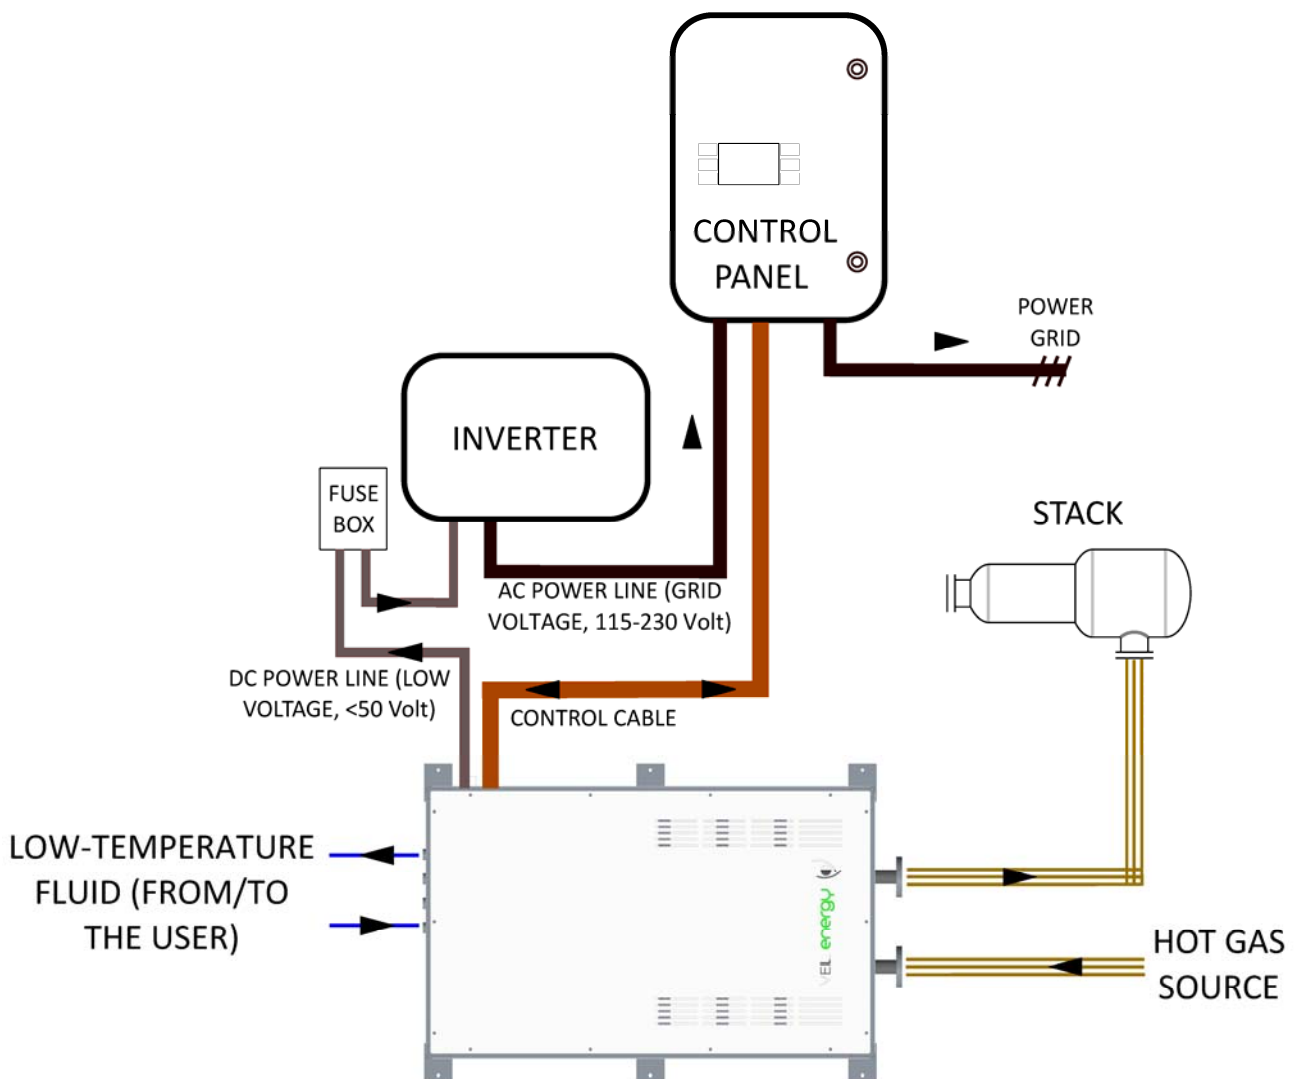 CONTROL
PANEL
POWER
GRID
INVERTER
FUSE
BOX
STACK
AC POWER LINE (GRID
VOLTAGE, 115-230 Volt)
DC POWER LINE (LOW
VOLTAGE, <50 Volt)
CONTROL CABLE
LOW-TEMPERATURE
FLUID (FROM/TO
THE USER)
VEIL energy
HOT GAS
SOURCE